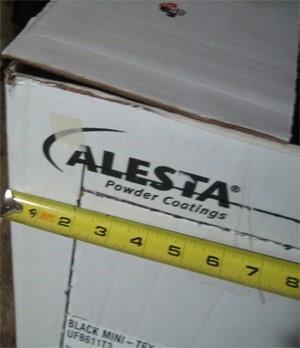 ALESTA®
Powder Coatings
2 3 4 5 6 7 8
BLACK MINI - TEX